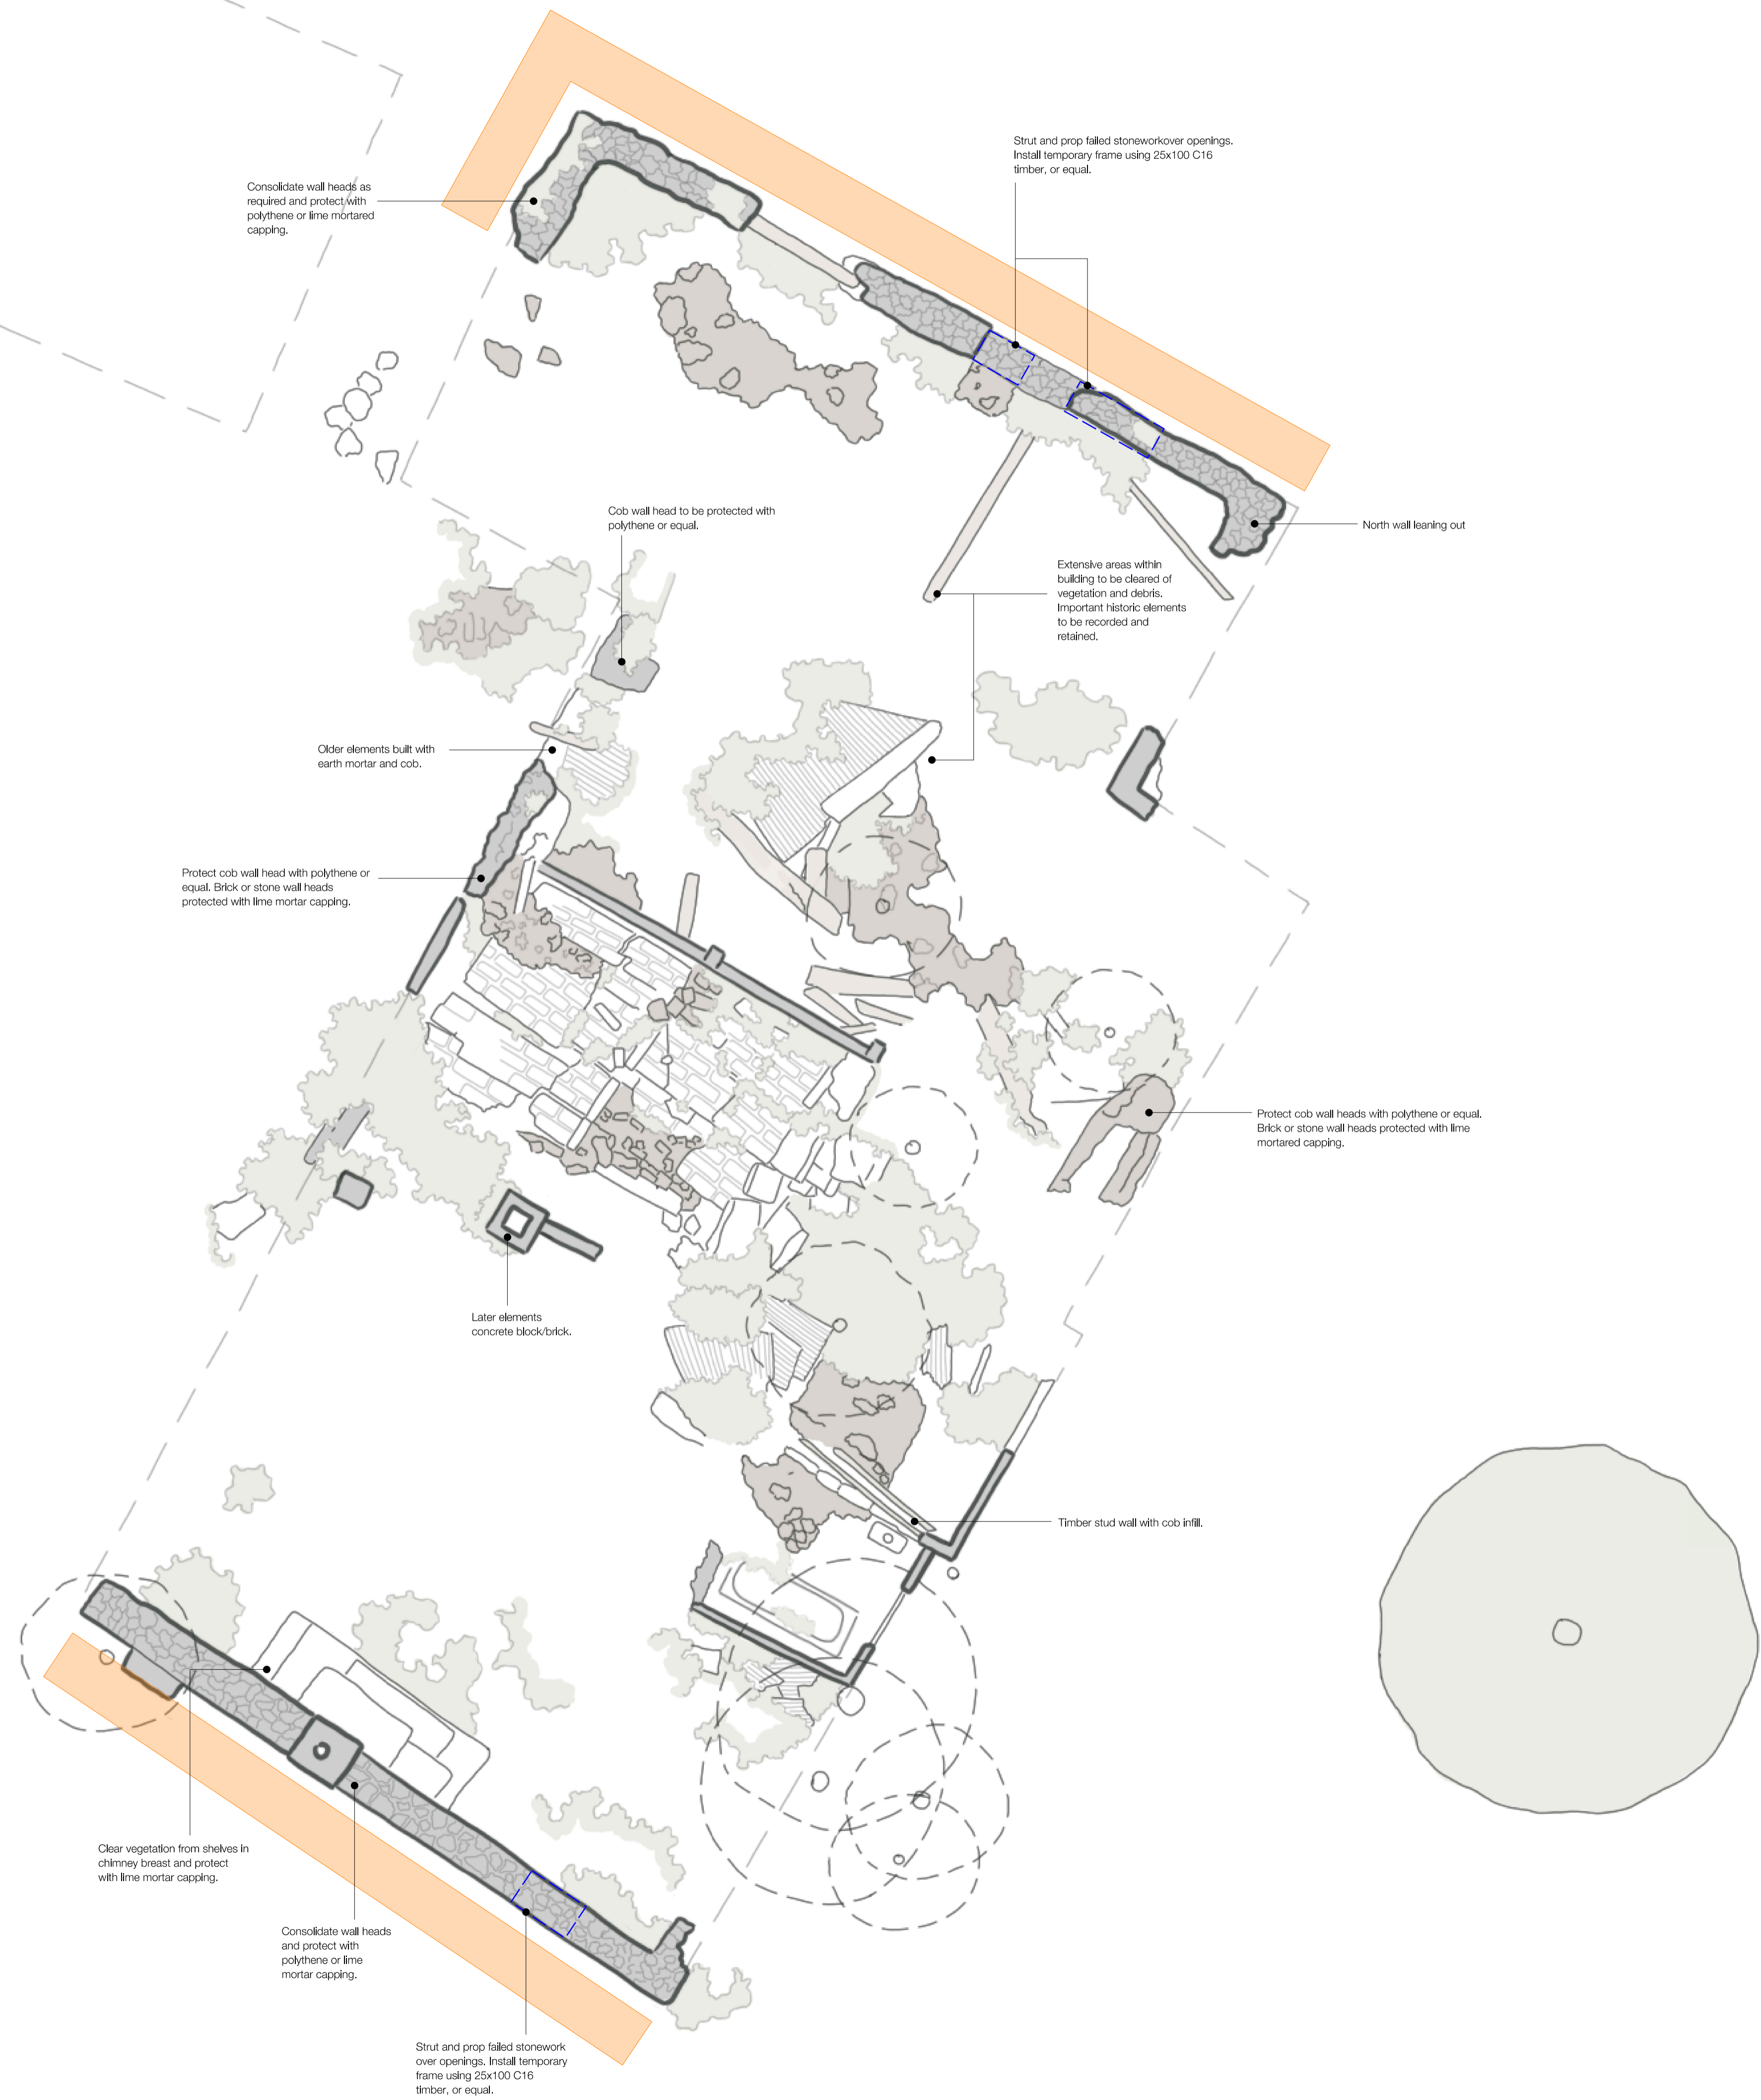 Strut and prop failed stoneworkover openings.
Install temporary frame using 25x100 C16
timber, or equal.
Consolidate wall heads as
required and protect with
polythene or lime mortared
capping.
Cob wall head to be protected with
polythene or equal.
North wall leaning out
Extensive areas within
building to be cleared of
vegetation and debris.
Important historic elements
to be recorded and
retained.
Older elements built with
earth mortar and cob.
Protect cob wall head with polythene or
equal. Brick or stone wall heads
protected with lime mortar capping.
Protect cob wall heads with polythene or equal.
Brick or stone wall heads protected with lime
mortared capping.
Later elements
concrete block/brick.
Timber stud wall with cob infill.
Clear vegetation from shelves in
chimney breast and protect
with lime mortar capping.
Consolidate wall heads
and protect with
polythene or lime
mortar capping.
Strut and prop failed stonework
over openings. Install temporary
frame using 25x100 C16
timber, or equal.